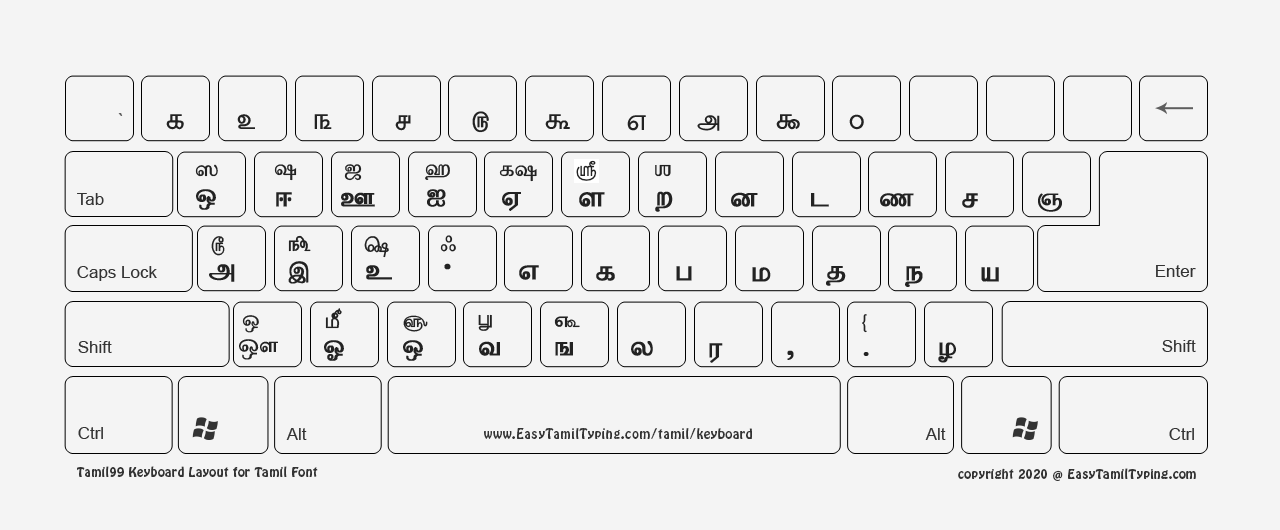 ` க உ ந ச ரூ சு எ அ கூ ০
ஸ ஷ ஜ ஹ க்ஷ ஸ்ரீ
Tab ஒ ஈ ஊ ஐ ஏ ள ற ன ட ண ச ஞ
ஃ
Caps Lock அ இ உ . எ க ப ம த ந ய Enter
ஒ {
Shift ஔ ஓ ஒ வ ங ல ர , . ழ Shift
Ctrl Alt www.EasyTamilTyping.com/tamil/keyboard Alt Ctrl
Tamil99 Keyboard Layout for Tamil Font copyright 2020 @ EasyTamilTyping.com